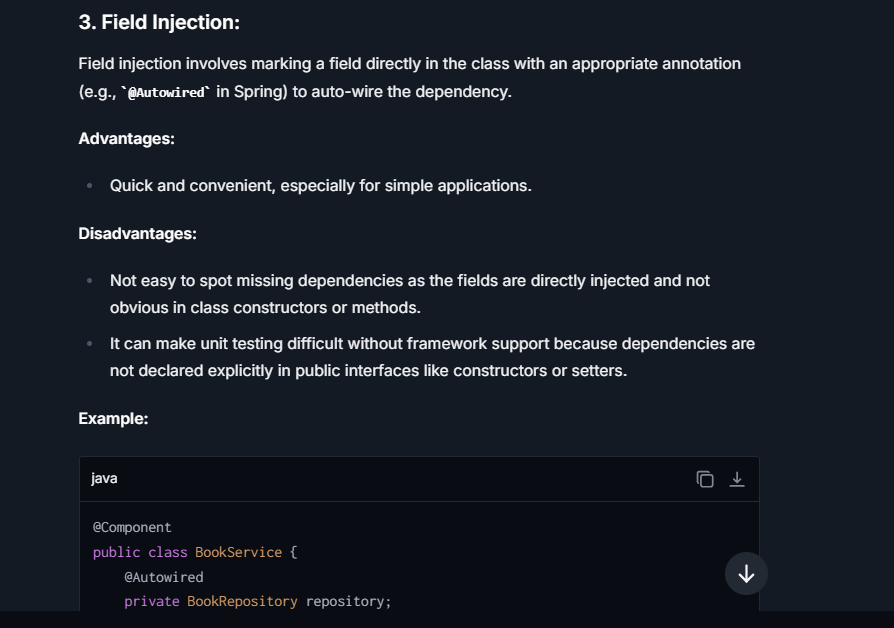 3. Field Injection:
Field injection involves marking a field directly in the class with an appropriate annotation
(e.g., `@Autowired` in Spring) to auto-wire the dependency.
Advantages:
Quick and convenient, especially for simple applications.
Disadvantages:
Not easy to spot missing dependencies as the fields are directly injected and not
obvious in class constructors or methods.
It can make unit testing difficult without framework support because dependencies are
not declared explicitly in public interfaces like constructors or setters.
Example:
java
@Component
public class BookService {
    @Autowired
    private BookRepository repository;